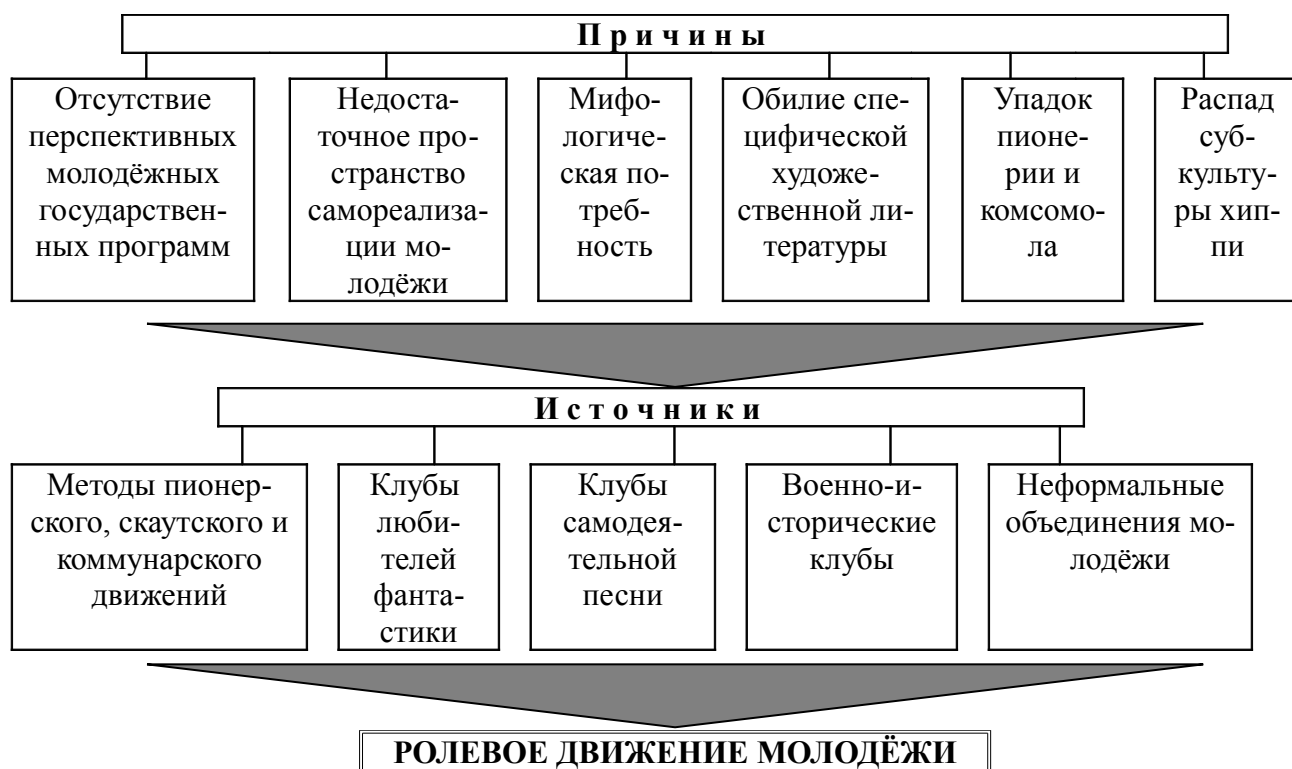 П р и ч и н ы
Отсутствие
перспективных
молодёжных
государствен-
ных программ
Недоста-
точное про-
странство
самореализа-
ции мо-
лодёжи
Мифо-
логиче-
ская по-
треб-
ность
Обилие спе-
цифической
художе-
ственной ли-
тературы
Упадок
пионе-
рии и
комсомо-
ла
Распад
суб-
культу-
ры хип-
пи
И с т о ч н и к и
Методы пионер-
ского, скаутского и
коммунарского
движений
Клубы
люби-
телей
фанта-
стики
Клубы
самодея-
тельной
песни
Военно-и-
сторические
клубы
Неформальные
объединения мо-
лодёжи
РОЛЕВОЕ ДВИЖЕНИЕ МОЛОДЁЖИ